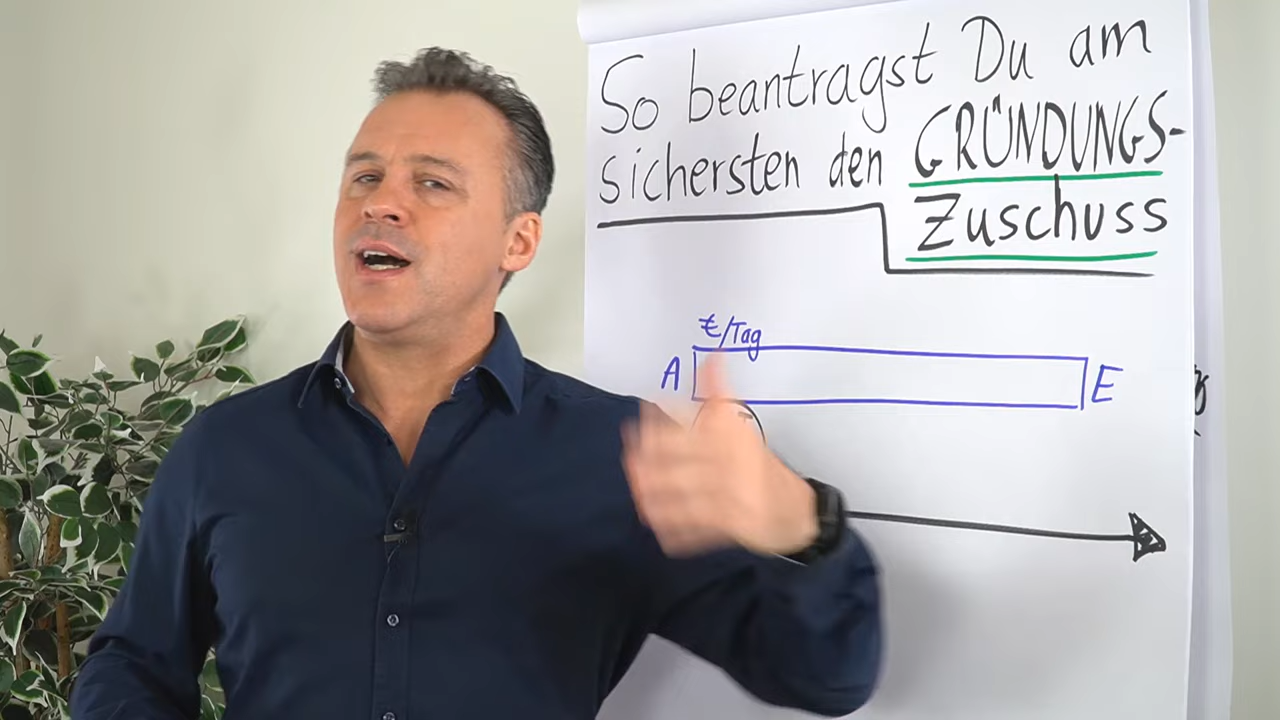 So beantragst Du am
sichersten den GRÜNDUNGS-
Zuschuss
€/Tag
A
E